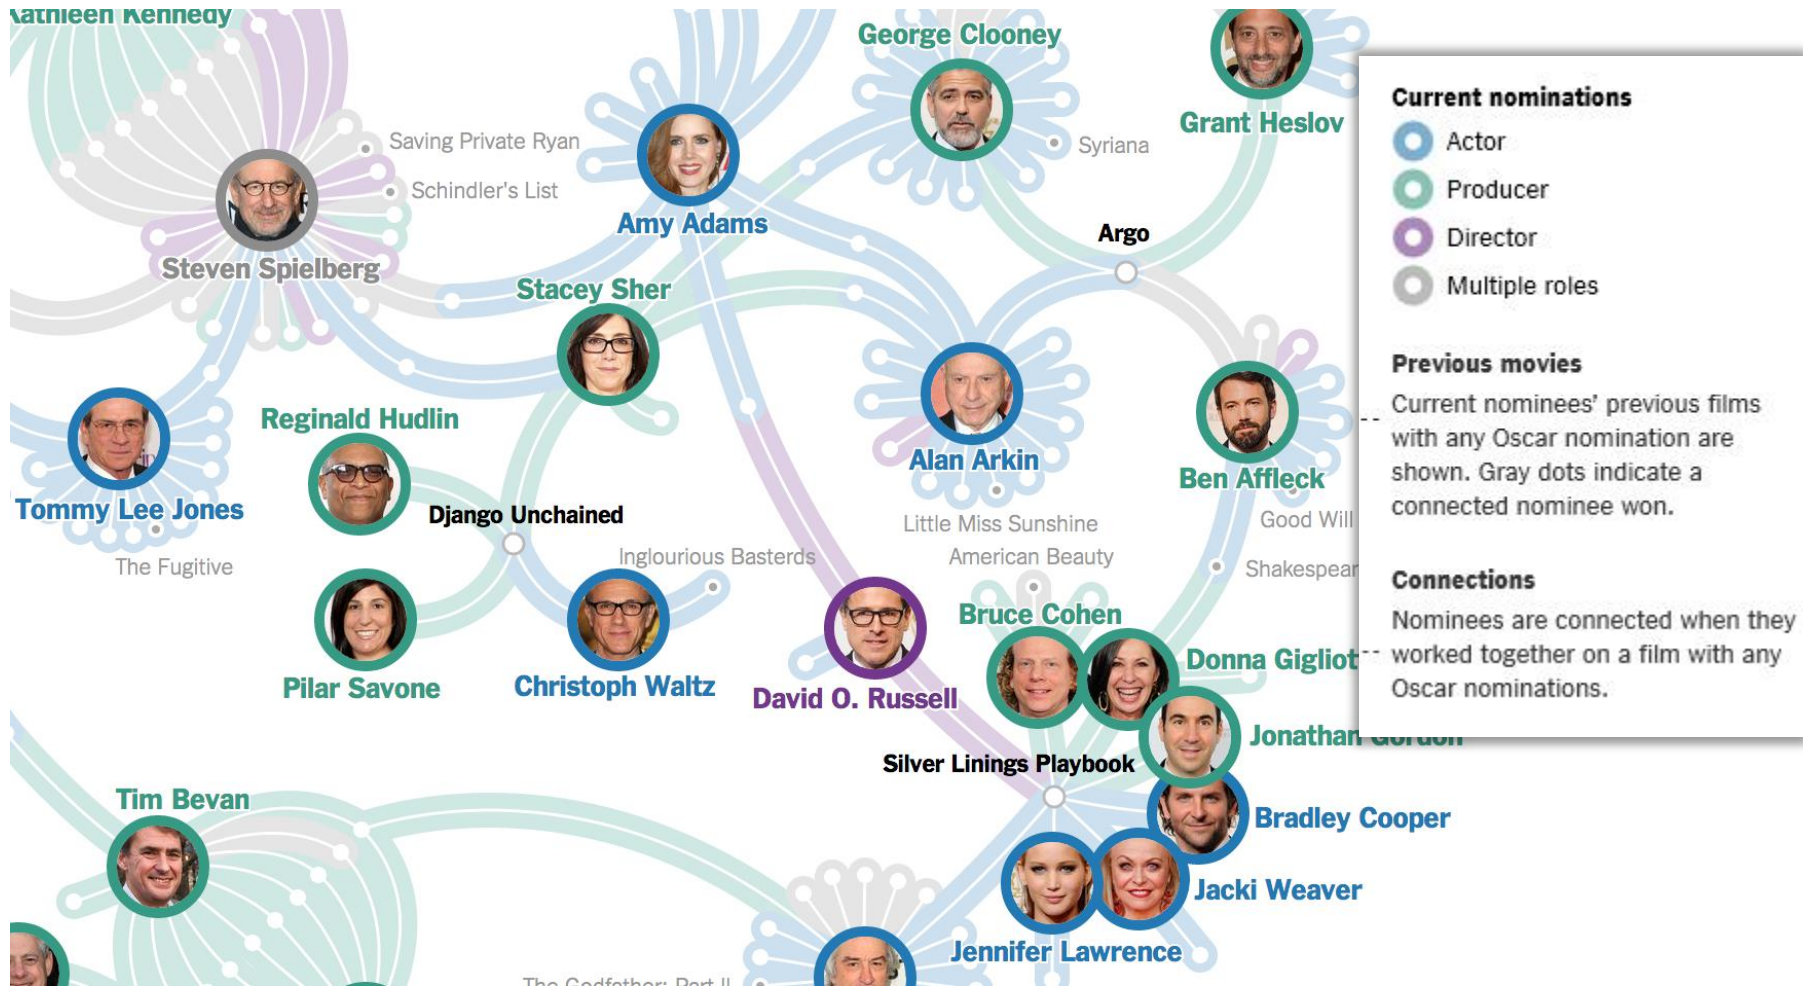 Kathleen Kennedy
George Clooney
Grant Heslov
Saving Private Ryan
Schindler's List
Syriana
Amy Adams
Argo
Steven Spielberg
Stacey Sher
Reginald Hudlin
Alan Arkin
Ben Affleck
Tommy Lee Jones
Django Unchained
Little Miss Sunshine
Good Will
The Fugitive
Inglourious Basterds
American Beauty
Bruce Cohen
Donna
Pilar Savone
Christoph Waltz
David O. Russell
Jonathan Gordon
Silver Linings Playbook
Tim Bevan
Bradley Cooper
Jacki Weaver
Jennifer Lawrence
The Godfather: Part II
Current nominations
Actor
Producer
Director
Multiple roles
Previous movies
Current nominees' previous films
with any Oscar nomination are
shown. Gray dots indicate a
connected nominee won.
Connections
Nominees are connected when they
worked together on a film with any
Oscar nominations.